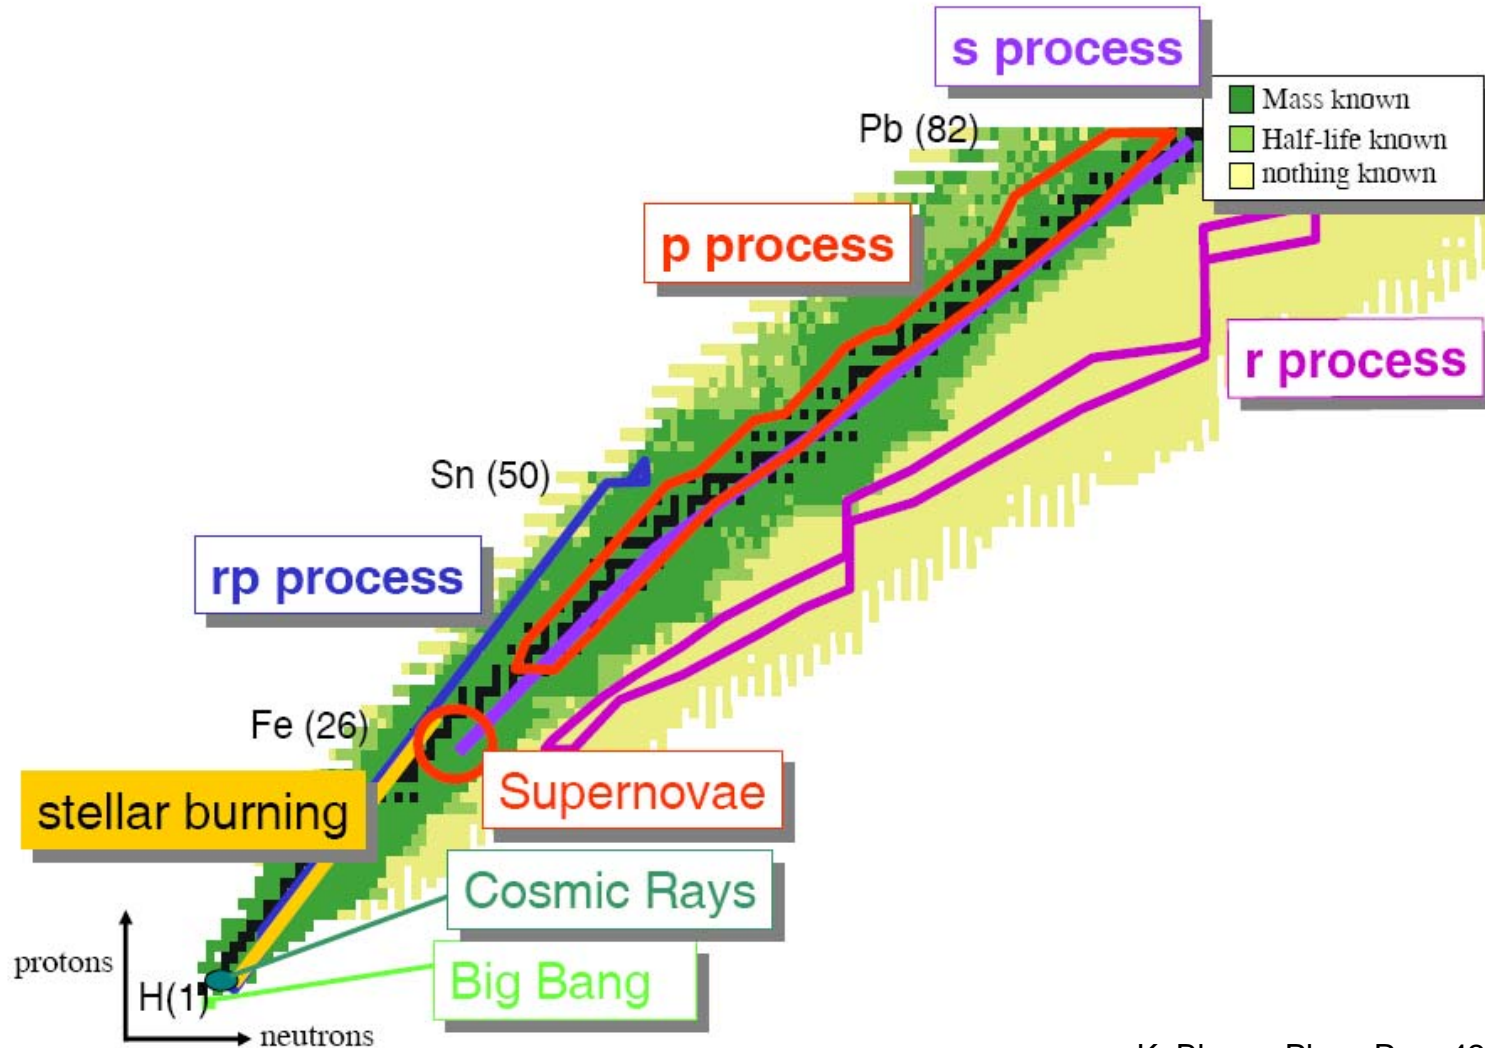 s process
Mass known
Half-life known
nothing known
Pb (82)
p process
r process
Sn (50)
rp process
Fe (26)
Supernovae
stellar burning
Cosmic Rays
Big Bang
protons
H(1)
neutrons